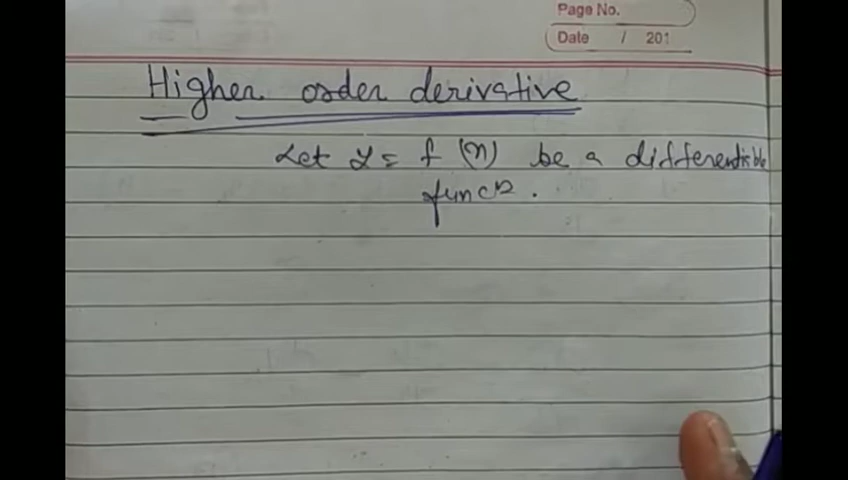 Page No.
Date / 201
Higher order derivative
Let y = f (x) be a differentiable
funcn.